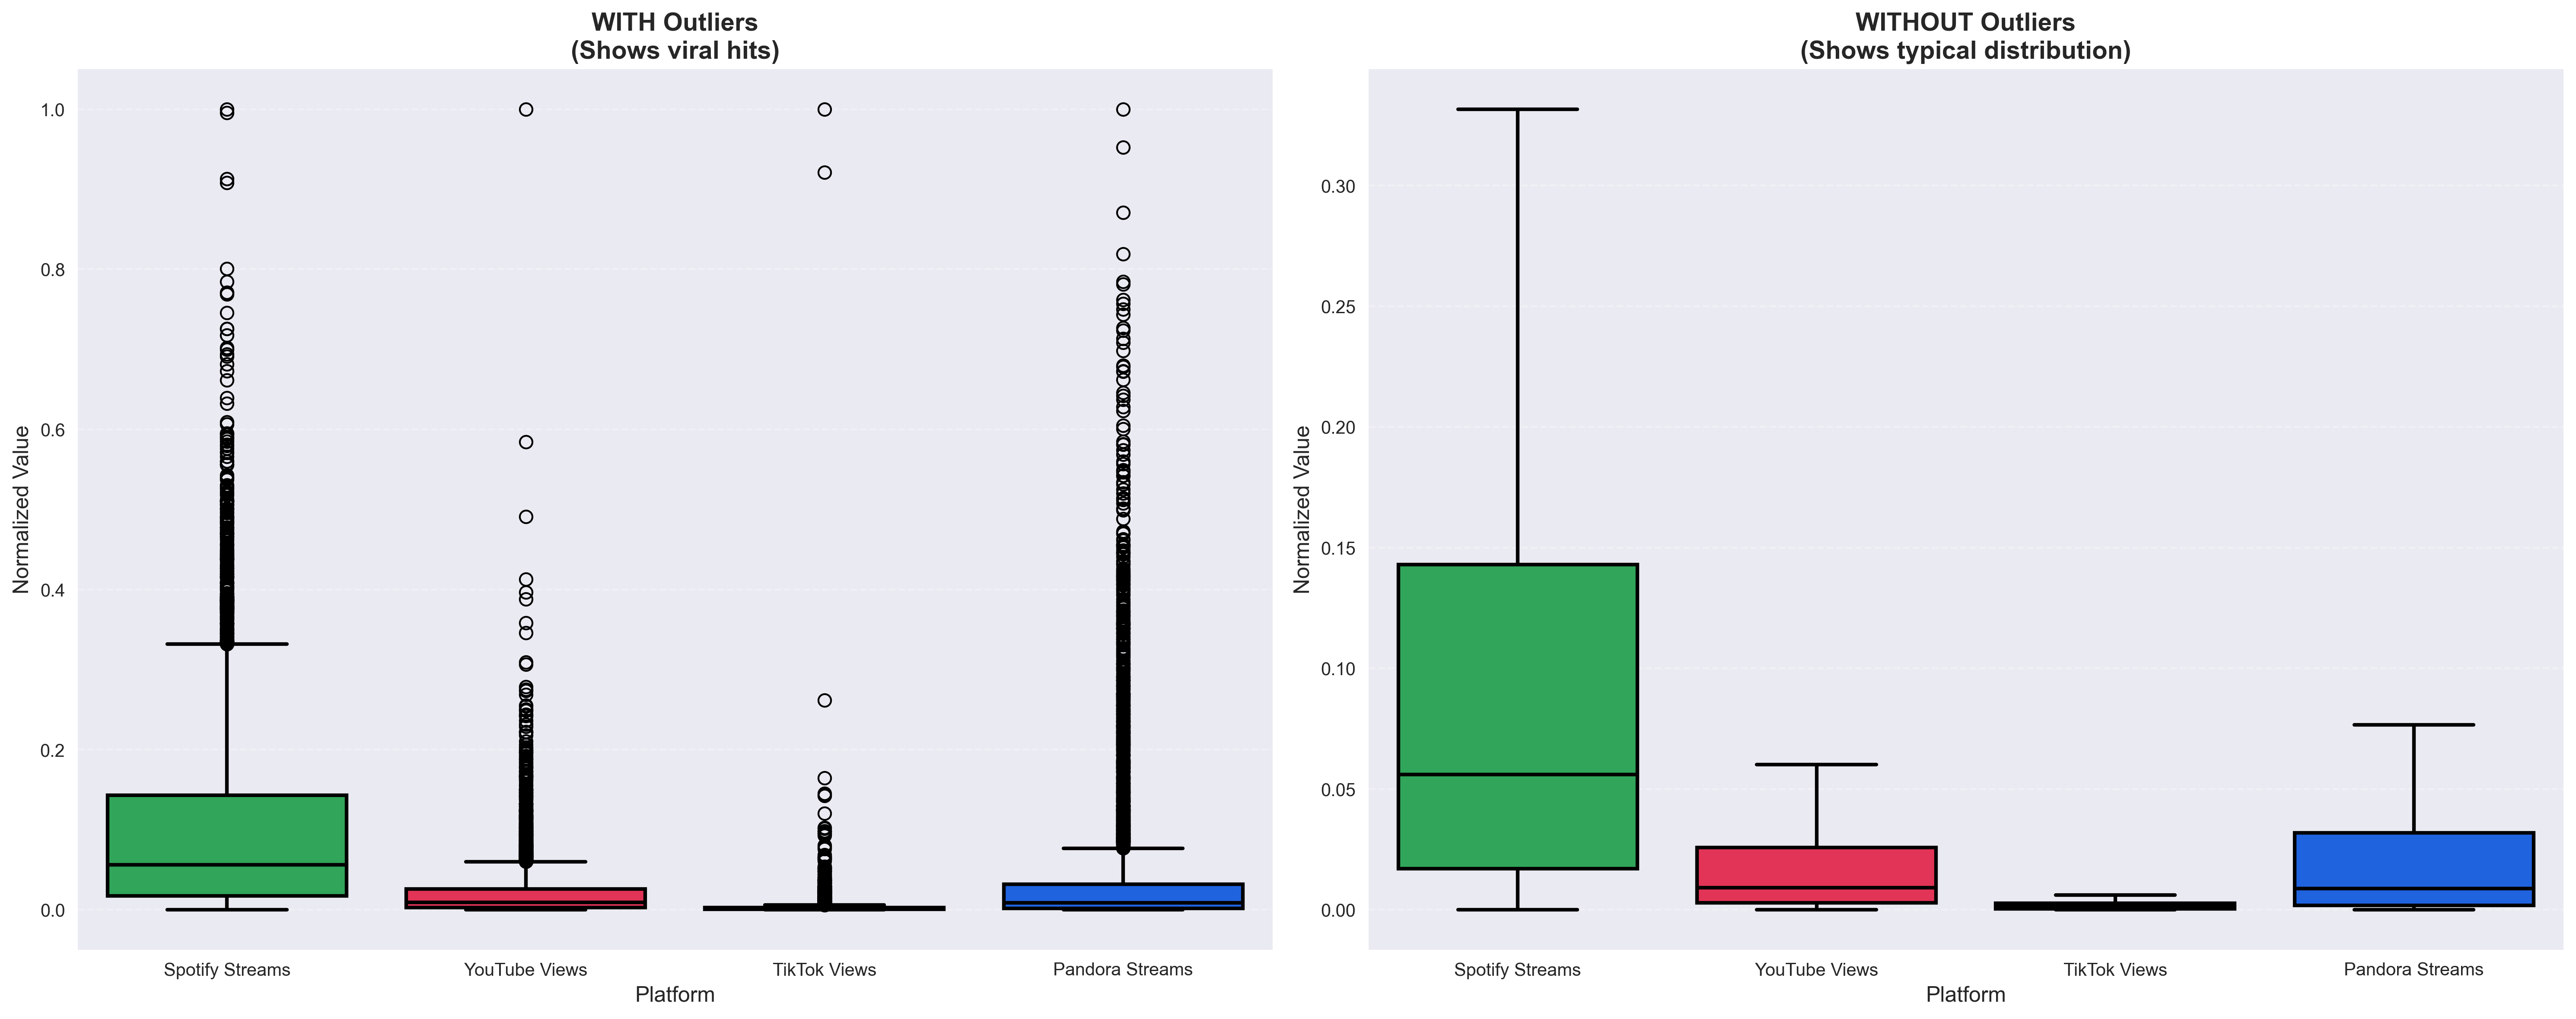 WITH Outliers
(Shows viral hits)
Normalized Value
1.0
0.8
0.6
0.4
0.2
0.0
Spotify Streams
YouTube Views
TikTok Views
Pandora Streams
Platform
WITHOUT Outliers
(Shows typical distribution)
Normalized Value
0.30
0.25
0.20
0.15
0.10
0.05
0.00
Spotify Streams
YouTube Views
TikTok Views
Pandora Streams
Platform